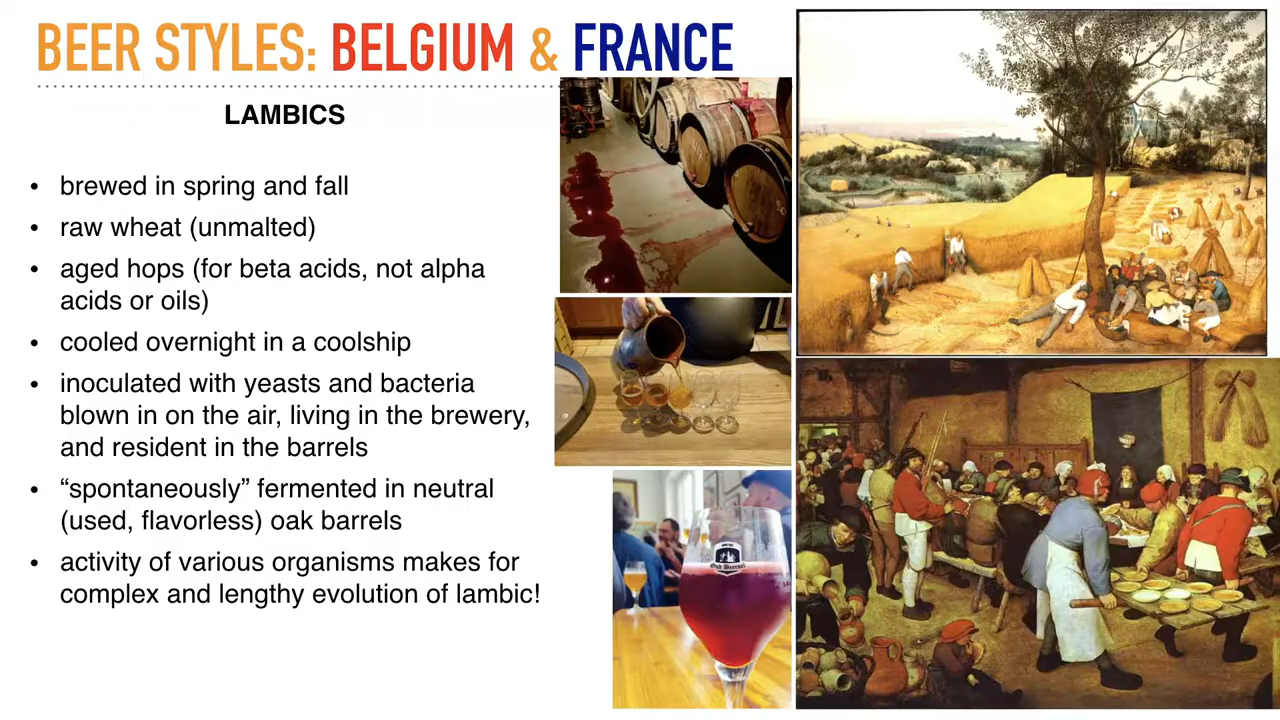 BEER STYLES: BELGIUM & FRANCE
LAMBICS
• brewed in spring and fall
• raw wheat (unmalted)
• aged hops (for beta acids, not alpha
acids or oils)
• cooled overnight in a coolship
• inoculated with yeasts and bacteria
blown in on the air, living in the brewery,
and resident in the barrels
• “spontaneously” fermented in neutral
(used, flavorless) oak barrels
• activity of various organisms makes for
complex and lengthy evolution of lambic!
Oud Beersel